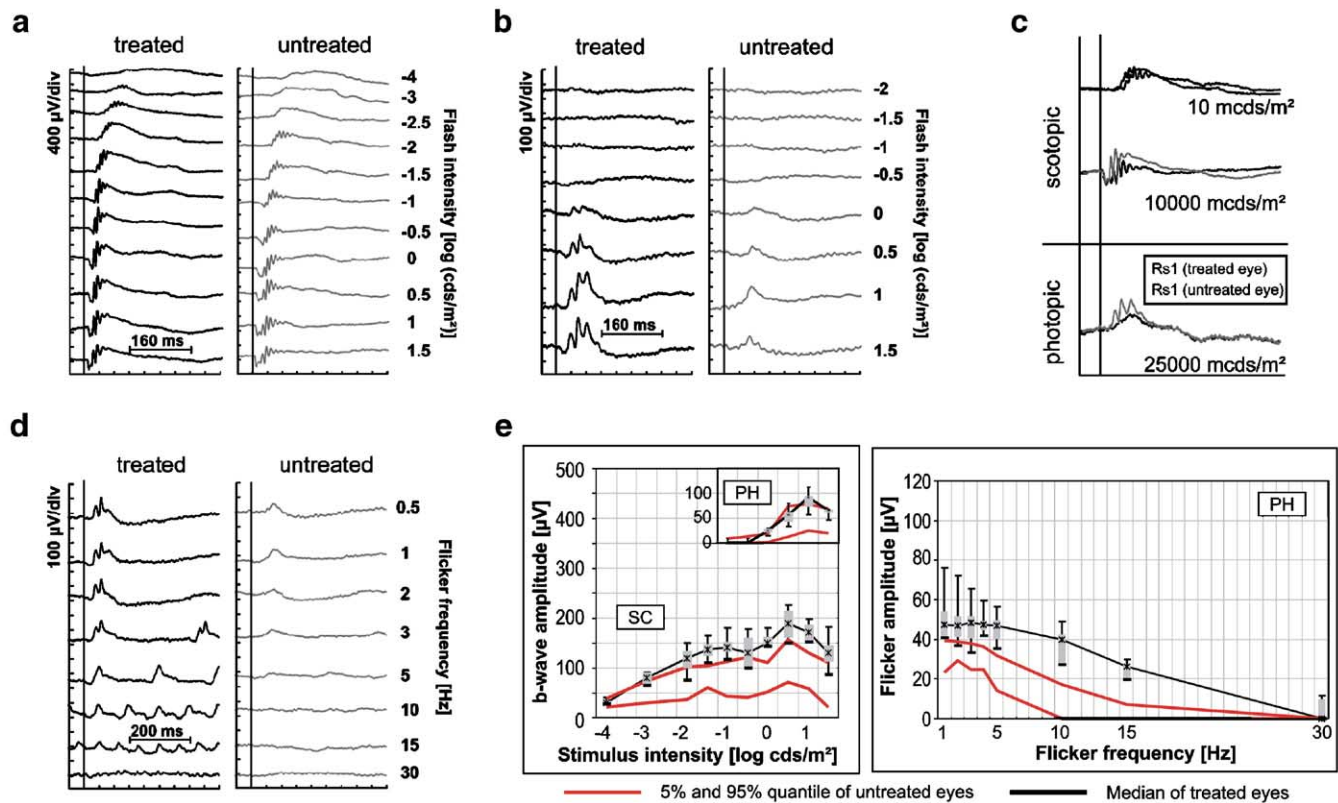 a
treated
untreated
400 µV/div
-4
-3
-2.5
-2
-1.5
-1
-0.5
0
0.5
1
1.5
160 ms
Flash intensity [log (cds/m²)]
b
treated
untreated
100 µV/div
-2
-1.5
-1
-0.5
0
0.5
1
1.5
160 ms
Flash intensity [log (cds/m²)]
c
scotopic
10 mcds/m²
10000 mcds/m²
photopic
Rs1 (treated eye)
Rs1 (untreated eye)
25000 mcds/m²
d
treated
untreated
100 µV/div
0.5
1
2
3
5
10
15
30
200 ms
Flicker frequency [Hz]
e
b-wave amplitude [µV]
500
450
400
350
300
200
100
0
SC
PH
100
50
0
-4 -3 -2 -1 0 1
Stimulus intensity [log cds/m²]
Flicker amplitude [µV]
120
100
80
60
40
20
0
PH
1 5 10 15 30
Flicker frequency [Hz]
5% and 95% quantile of untreated eyes
Median of treated eyes